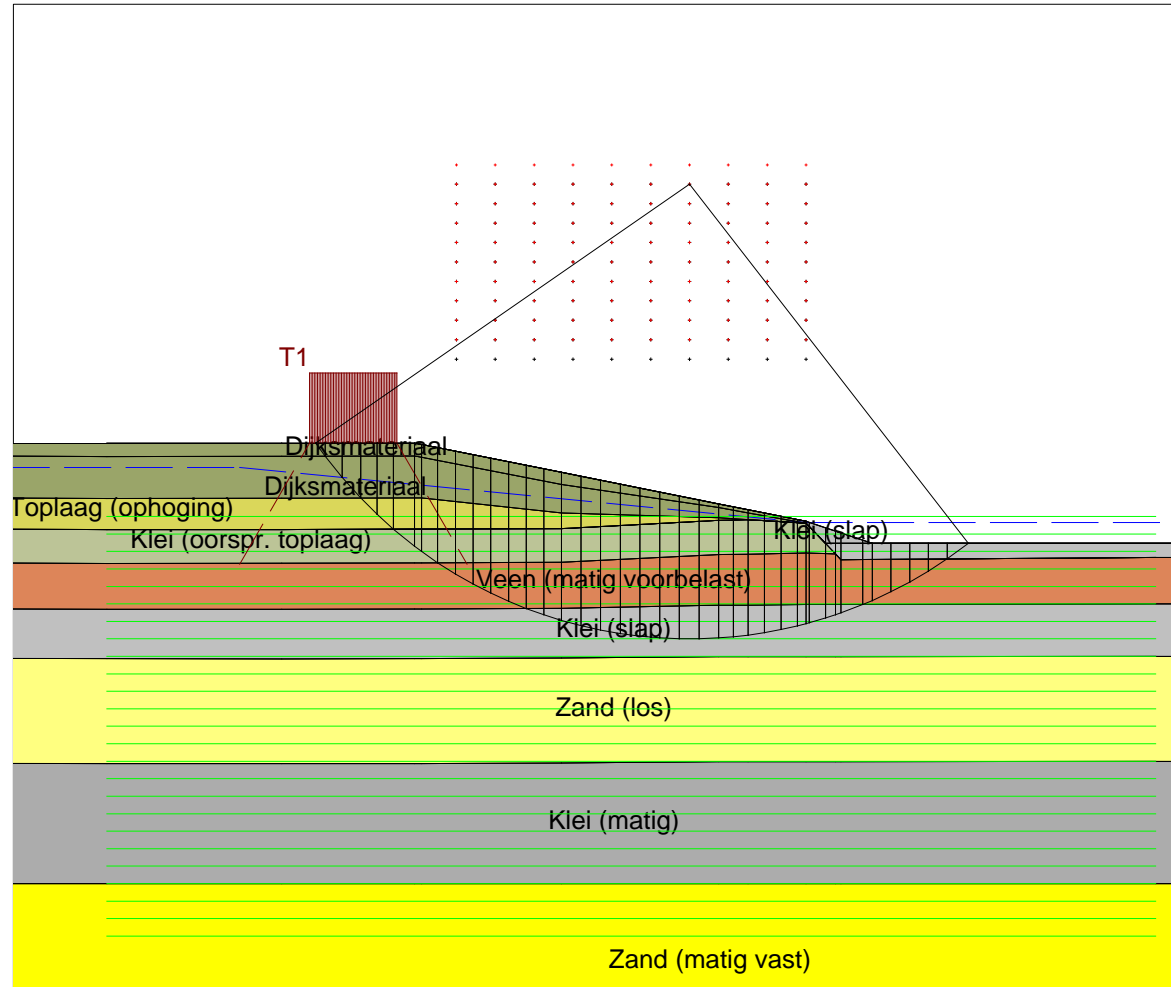 T1
Dijksmateriaal
Dijksmateriaal
Toplaag (ophoging)
Klei (slap)
Klei (oorspr. toplaag)
Veen (matig voorbelast)
Klei (slap)
Zand (los)
Klei (matig)
Zand (matig vast)